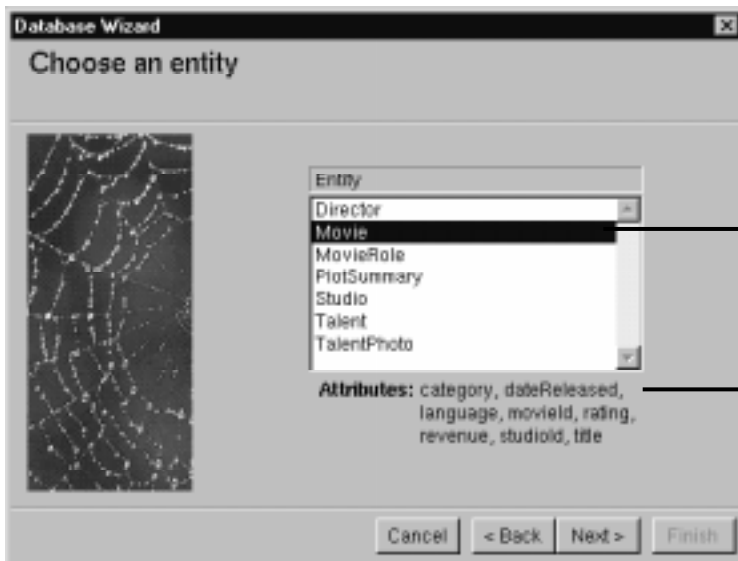 Database Wizard
Choose an entity
Entity
Director
Movie
MovieRole
PlotSummary
Studio
Talent
TalentPhoto
Attributes: category, dateReleased,
language, movieId, rating,
revenue, studioId, title
Cancel < Back Next > Finish